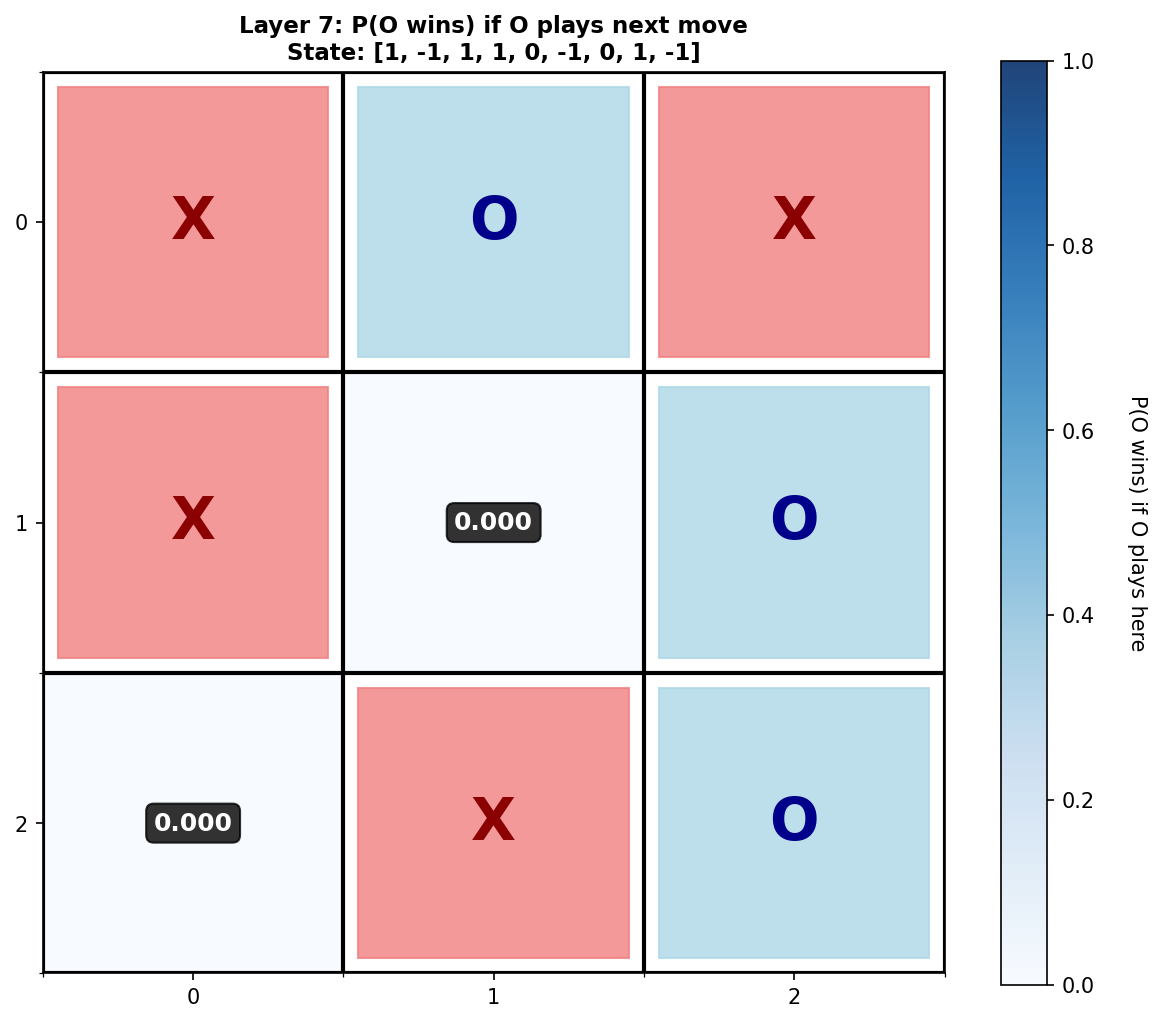 Layer 7: P(O wins) if O plays next move
State: [1, -1, 1, 1, 0, -1, 0, 1, -1]
0
X
O
X
1
X
0.000
O
2
0.000
X
O
0
1
2
1.0
0.8
0.6
0.4
0.2
0.0
P(O wins) if O plays here